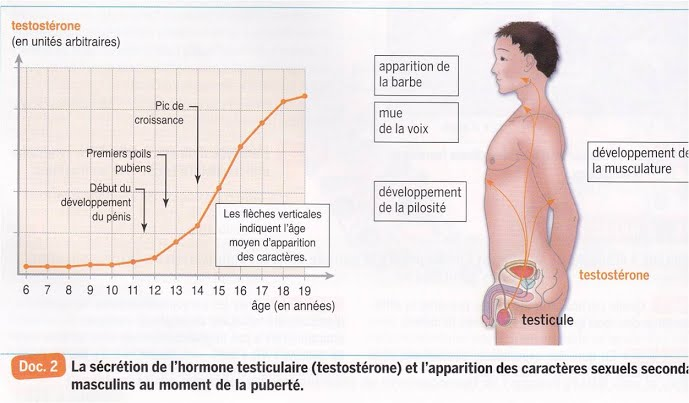 testostérone
(en unités arbitraires)
Pic de
croissance
Premiers poils
pubiens
Début du
développement
du pénis
Les flèches verticales
indiquent l'âge
moyen d'apparition
des caractères.
6 7 8 9 10 11 12 13 14 15 16 17 18 19
âge (en années)
apparition de
la barbe
mue
de la voix
développement
de la pilosité
développement de
la musculature
testostérone
testicule
Doc. 2 La sécrétion de l'hormone testiculaire (testostérone) et l'apparition des caractères sexuels seconda
masculins au moment de la puberté.